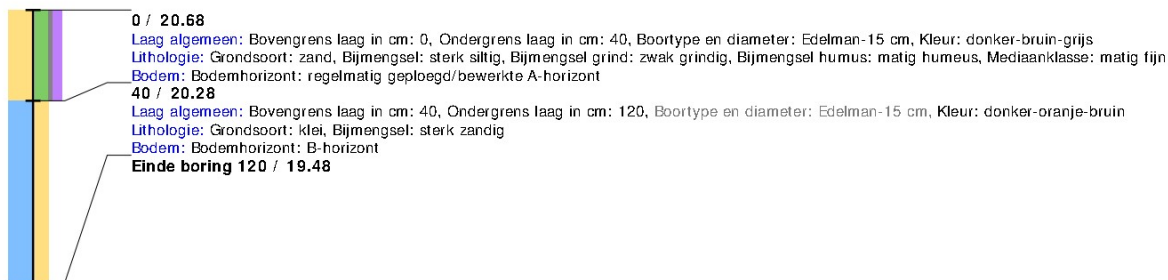 0 / 20.68
Laag algemeen: Bovengrens laag in cm: 0, Ondergrens laag in cm: 40, Boortype en diameter: Edelman-15 cm, Kleur: donker-bruin-grijs
Lithologie: Grondsoort: zand, Bijmengsel: sterk siltig, Bijmengsel grind: zwak grindig, Bijmengsel humus: matig humeus, Mediaanklasse: matig fijn
Bodem: Bodemhorizont: regelmatig geploegd/bewerkte A-horizont
40 / 20.28
Laag algemeen: Bovengrens laag in cm: 40, Ondergrens laag in cm: 120, Boortype en diameter: Edelman-15 cm, Kleur: donker-oranje-bruin
Lithologie: Grondsoort: klei, Bijmengsel: sterk zandig
Bodem: Bodemhorizont: B-horizont
Einde boring 120 / 19.48